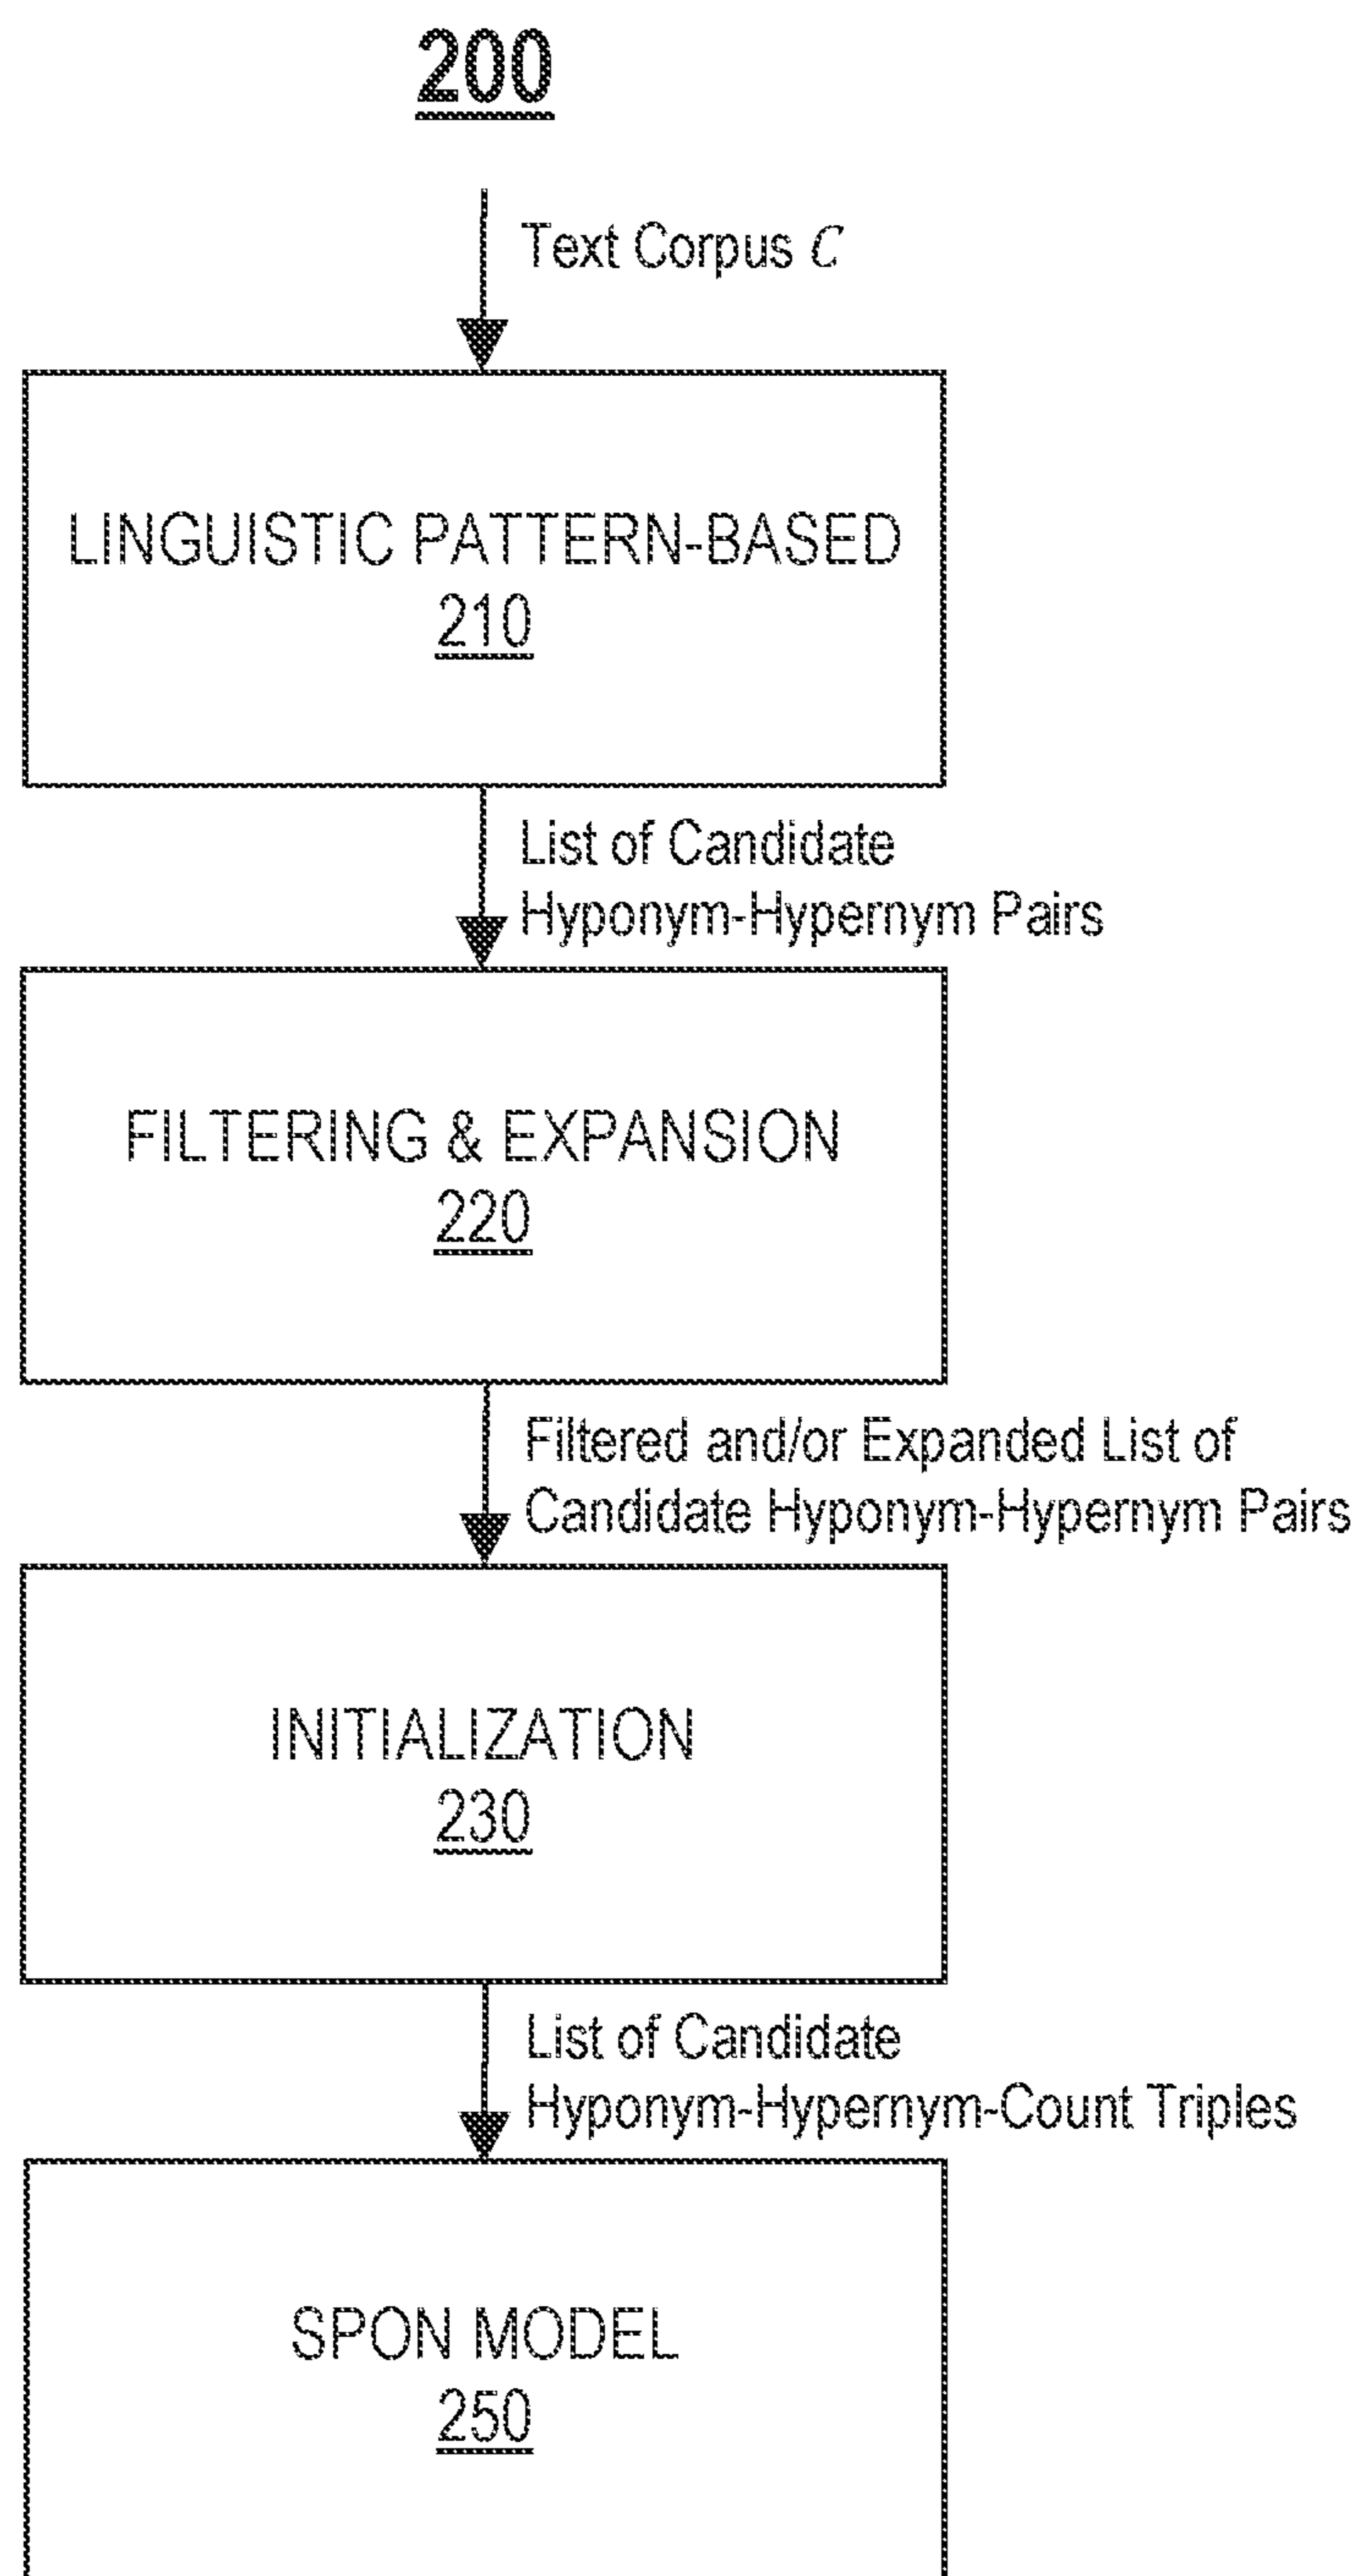 200
Text Corpus C
LINGUISTIC PATTERN-BASED
210
List of Candidate
Hyponym-Hypernym Pairs
FILTERING & EXPANSION
220
Filtered and/or Expanded List of
Candidate Hyponym-Hypernym Pairs
INITIALIZATION
230
List of Candidate
Hyponym-Hypernym-Count Triples
SPON MODEL
250